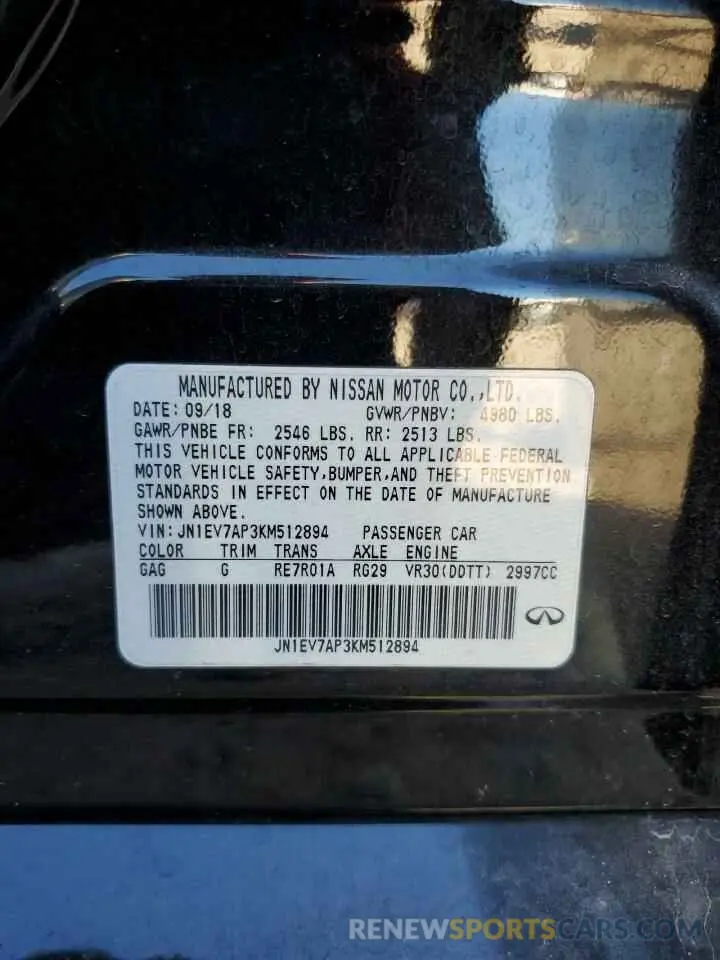 MANUFACTURED BY NISSAN MOTOR CO.,LTD.
DATE: 09/18 GVWR/PNBV: 4980 LBS.
GAWR/PNBE FR: 2546 LBS. RR: 2513 LBS.
THIS VEHICLE CONFORMS TO ALL APPLICABLE FEDERAL
MOTOR VEHICLE SAFETY,BUMPER,AND THEFT PREVENTION
STANDARDS IN EFFECT ON THE DATE OF MANUFACTURE
SHOWN ABOVE.
VIN: JN1EV7AP3KM512894 PASSENGER CAR
COLOR TRIM TRANS AXLE ENGINE
GAG G RE7R01A RG29 VR30(DDTT) 2997CC
JN1EV7AP3KM512894
RENEWSPORTSCARS.COM